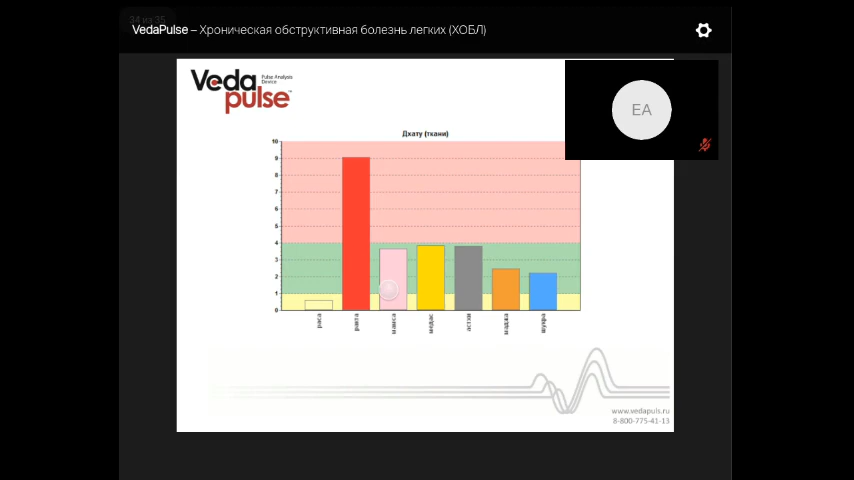 34 из 35
VedaPulse – Хроническая обструктивная болезнь легких (ХОБЛ)
Veda
pulse™
Pulse Analysis
Device
EA
Дхату (ткани)
10
9
8
7
6
5
4
3
2
1
0
раса
ракта
мамса
медас
астхи
маджа
шукра
www.vedapuls.ru
8-800-775-41-13